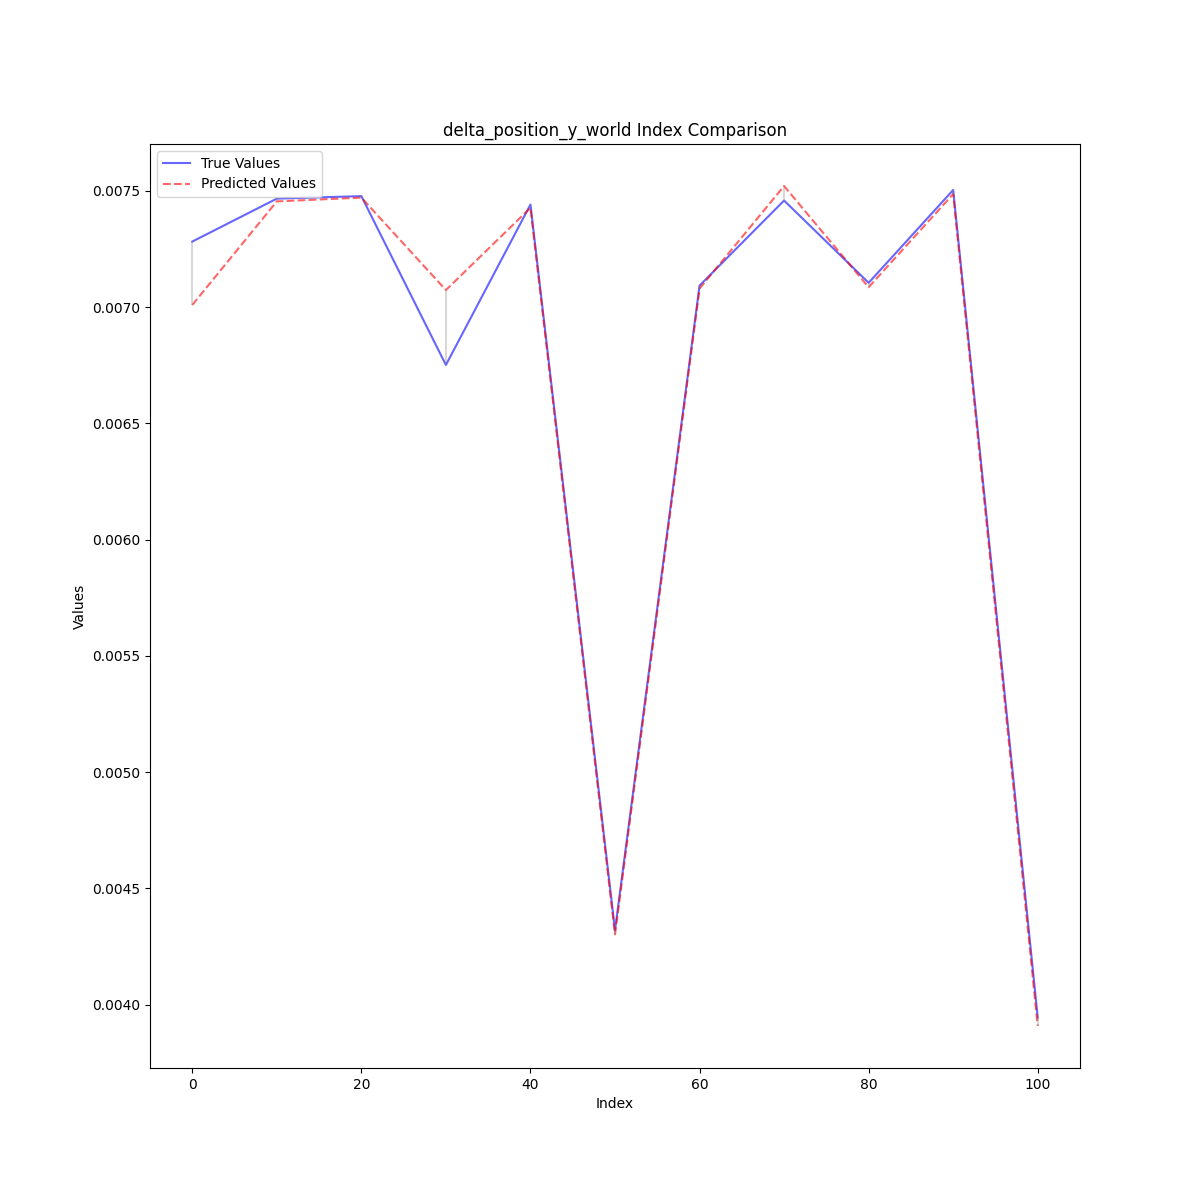 delta_position_y_world Index Comparison
True Values
Predicted Values
0.0075
0.0070
0.0065
0.0060
0.0055
0.0050
0.0045
0.0040
Values
0 20 40 60 80 100
Index